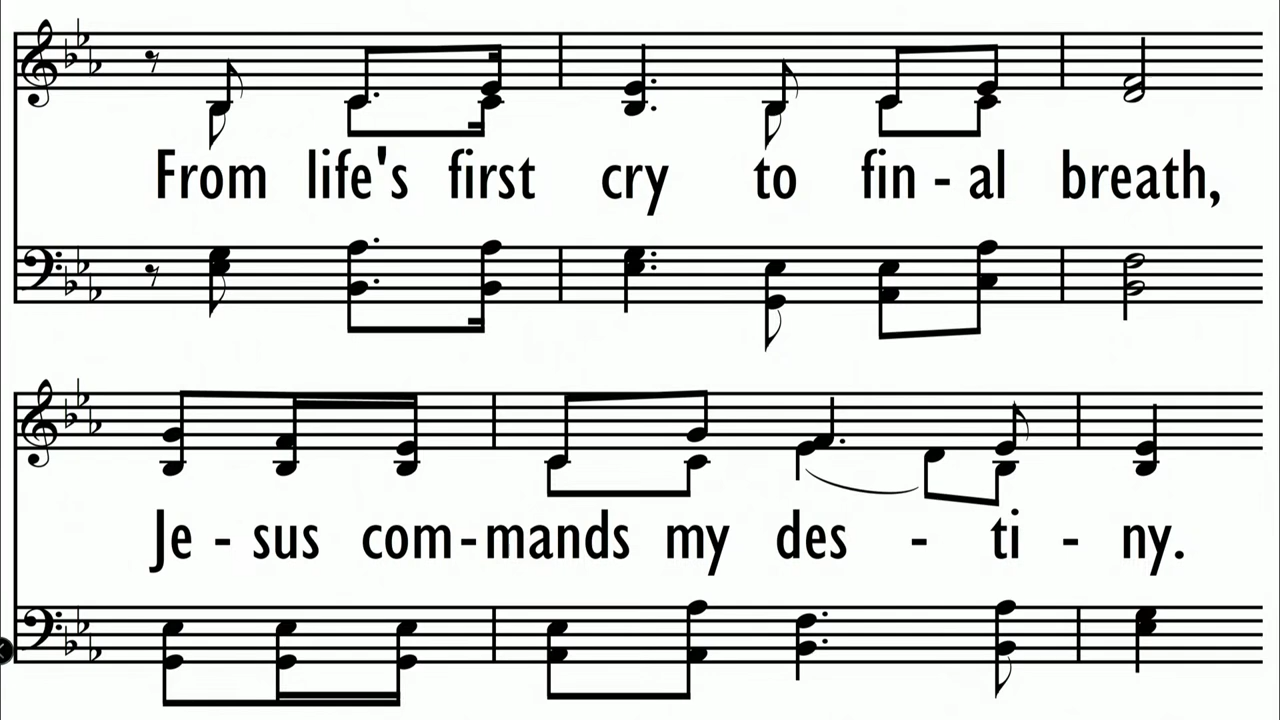 From life's first cry to fin - al breath,
Je - sus com - mands my des - ti - ny.